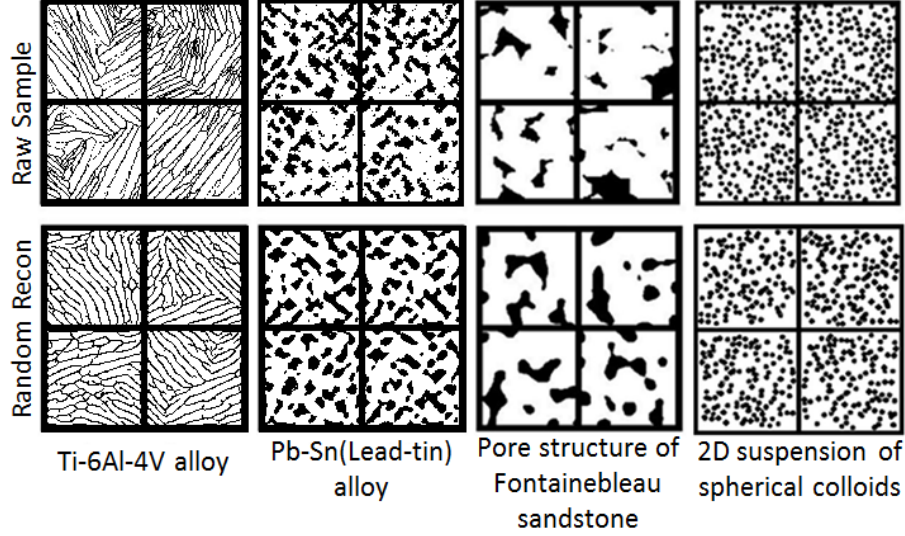 Raw Sample
Random Recon
Ti-6Al-4V alloy
Pb-Sn(Lead-tin)
alloy
Pore structure of
Fontainebleau
sandstone
2D suspension of
spherical colloids